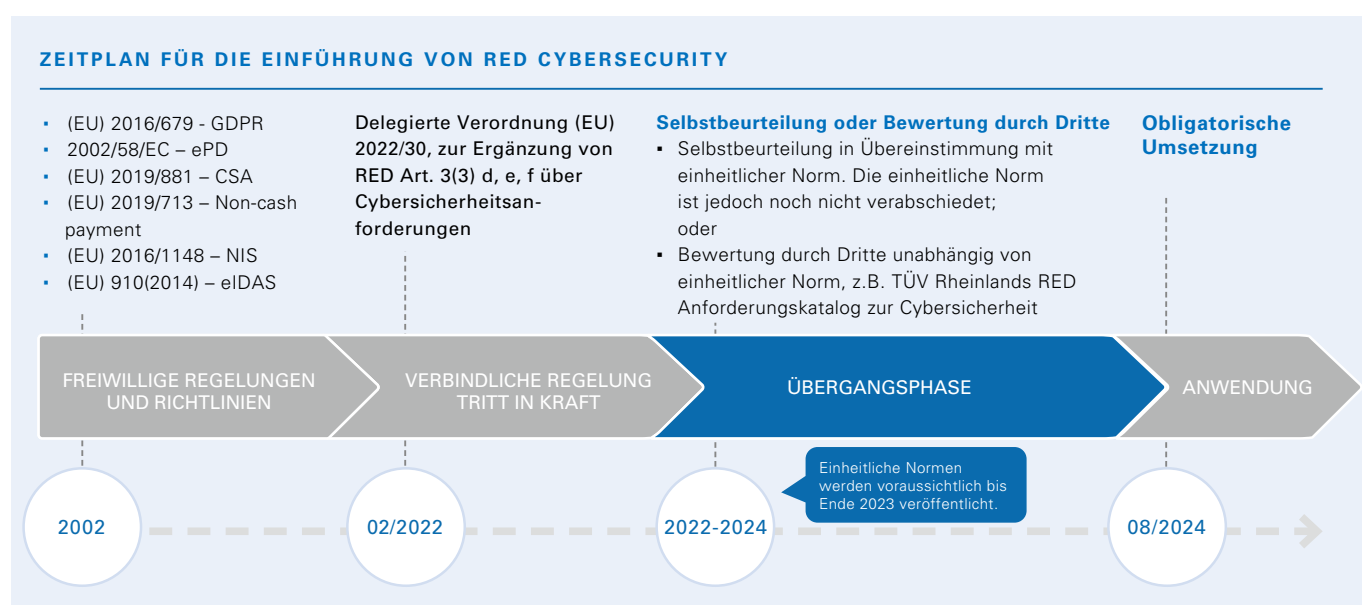 ZEITPLAN FÜR DIE EINFÜHRUNG VON RED CYBERSECURITY
▪ (EU) 2016/679 - GDPR
▪ 2002/58/EC – ePD
▪ (EU) 2019/881 – CSA
▪ (EU) 2019/713 – Non-cash
payment
▪ (EU) 2016/1148 – NIS
▪ (EU) 910(2014) – eIDAS
Delegierte Verordnung (EU)
2022/30, zur Ergänzung von
RED Art. 3(3) d, e, f über
Cybersicherheitsan-
forderungen
Selbstbeurteilung oder Bewertung durch Dritte
▪ Selbstbeurteilung in Übereinstimmung mit
einheitlicher Norm. Die einheitliche Norm
ist jedoch noch nicht verabschiedet;
oder
▪ Bewertung durch Dritte unabhängig von
einheitlicher Norm, z.B. TÜV Rheinlands RED
Anforderungskatalog zur Cybersicherheit
Obligatorische
Umsetzung
FREIWILLIGE REGELUNGEN
UND RICHTLINIEN
VERBINDLICHE REGELUNG
TRITT IN KRAFT
ÜBERGANGSPHASE
ANWENDUNG
Einheitliche Normen
werden voraussichtlich bis
Ende 2023 veröffentlicht.
2002
02/2022
2022-2024
08/2024